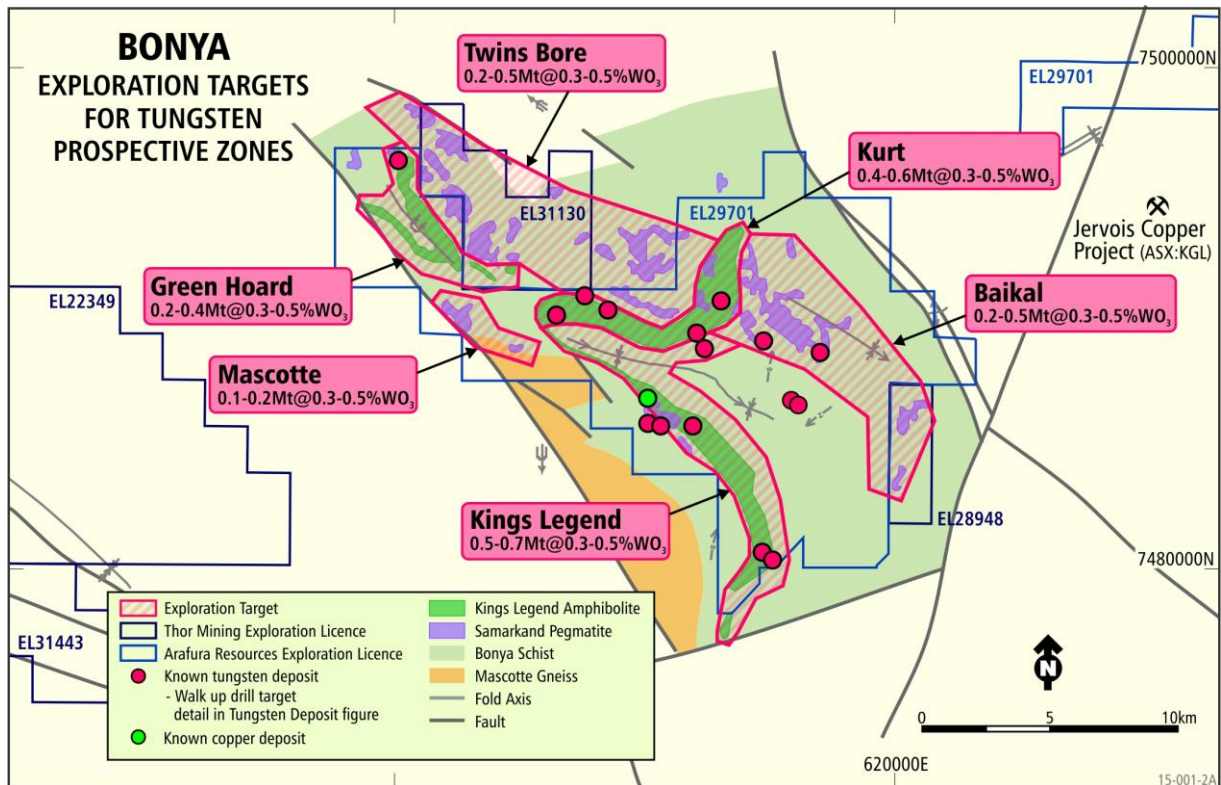 BONYA
EXPLORATION TARGETS
FOR TUNGSTEN
PROSPECTIVE ZONES
Twins Bore
0.2-0.5Mt@0.3-0.5%WO₃
EL29701
7500000N
Kurt
0.4-0.6Mt@0.3-0.5%WO₃
EL31130
EL29701
Jervois Copper
Project (ASX:KGL)
Green Hoard
0.2-0.4Mt@0.3-0.5%WO₃
EL22349
Baikal
0.2-0.5Mt@0.3-0.5%WO₃
Mascotte
0.1-0.2Mt@0.3-0.5%WO₃
Kings Legend
0.5-0.7Mt@0.3-0.5%WO₃
EL28948
7480000N
EL31443
Exploration Target
Thor Mining Exploration Licence
Arafura Resources Exploration Licence
Known tungsten deposit
- Walk up drill target
detail in Tungsten Deposit figure
Known copper deposit
Kings Legend Amphibolite
Samarkand Pegmatite
Bonya Schist
Mascotte Gneiss
Fold Axis
Fault
N
0 5 10km
620000E
15-001-2A